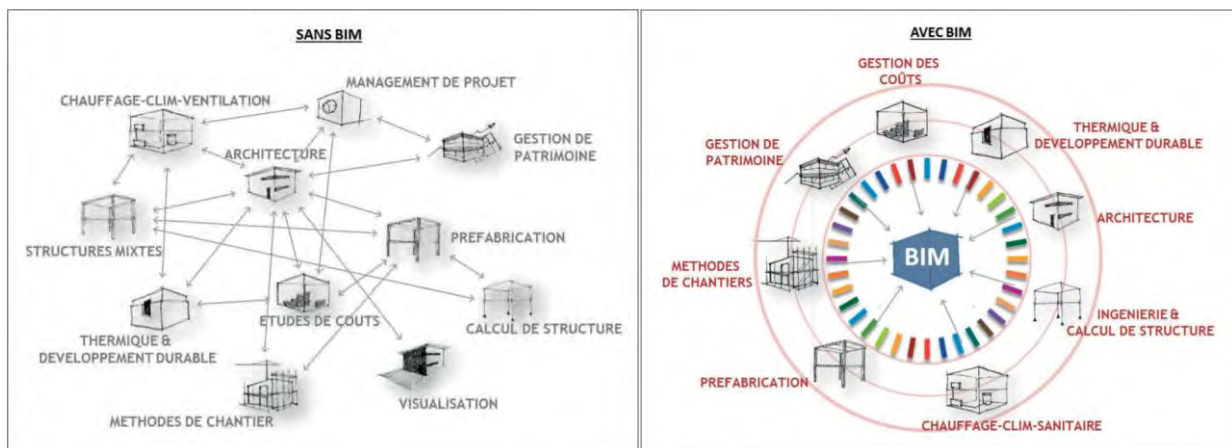 SANS BIM
MANAGEMENT DE PROJET
CHAUFFAGE-CLIM-VENTILATION
GESTION DE
PATRIMOINE
ARCHITECTURE
STRUCTURES MIXTES
PREFABRICATION
ETUDES DE COUTS
CALCUL DE STRUCTURE
THERMIQUE &
DEVELOPPEMENT DURABLE
VISUALISATION
METHODES DE CHANTIER
AVEC BIM
GESTION DES
COÛTS
THERMIQUE &
DEVELOPPEMENT DURABLE
GESTION DE
PATRIMOINE
ARCHITECTURE
BIM
METHODES
DE CHANTIERS
INGENIERIE &
CALCUL DE STRUCTURE
PREFABRICATION
CHAUFFAGE-CLIM-SANITAIRE